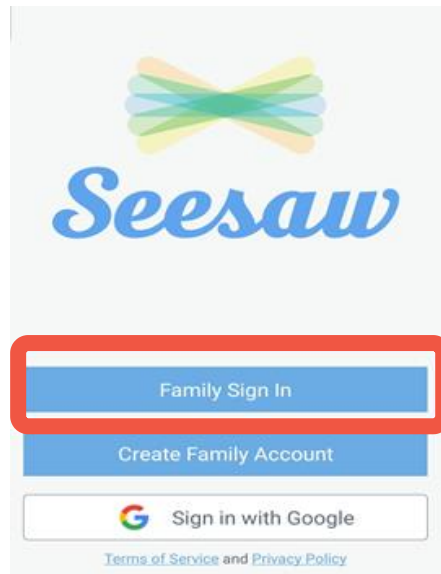 Seesaw
Family Sign In
Create Family Account
Sign in with Google
Terms of Service and Privacy Policy